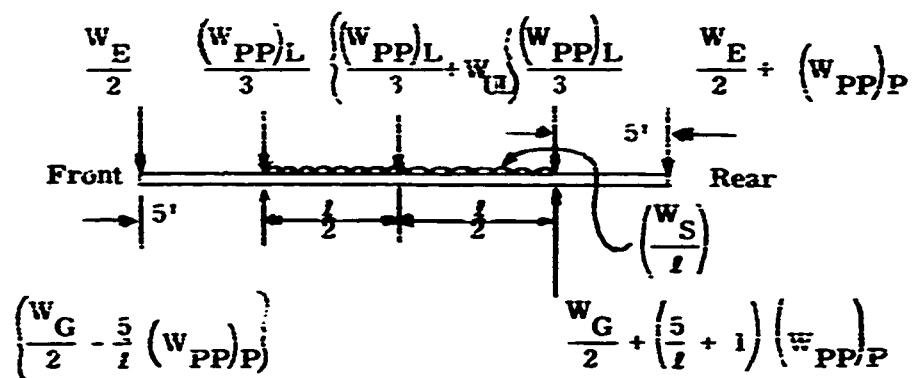 W_E/2 (W_PP)_L/3 {(W_PP)_L/3 ÷ W (W_PP)_L/3 W_E/2 ÷ (W_PP)_P
5'
Front Rear
5' ℓ/2 ℓ/2 (W_S/ℓ)
{W_G/2 - 5/ℓ (W_PP)_P} W_G/2 + (5/ℓ + 1) (W_PP)_P